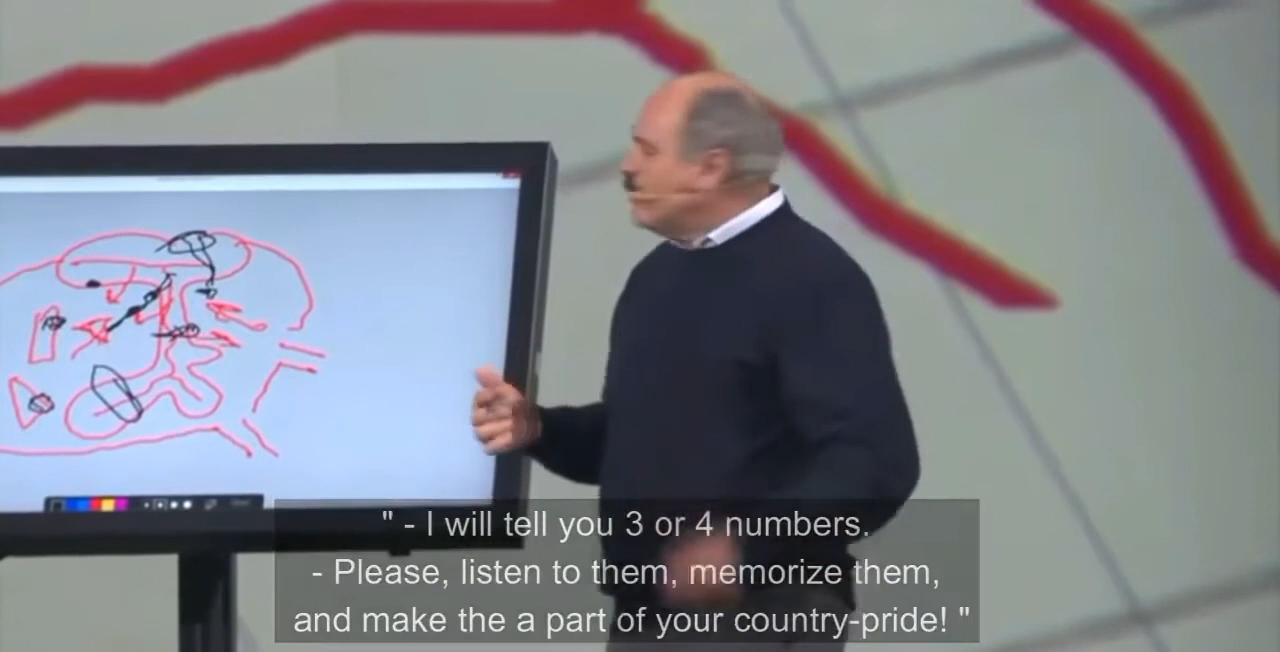 " - I will tell you 3 or 4 numbers.
- Please, listen to them, memorize them,
and make the a part of your country-pride! "